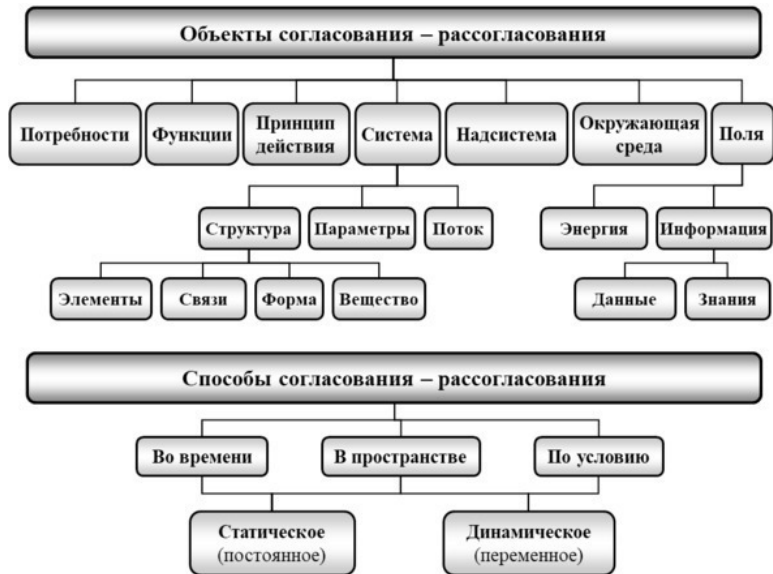 Объекты согласования – рассогласования
Потребности
Функции
Принцип
действия
Система
Надсистема
Окружающая
среда
Поля
Структура
Параметры
Поток
Энергия
Информация
Элементы
Связи
Форма
Вещество
Данные
Знания
Способы согласования – рассогласования
Во времени
В пространстве
По условию
Статическое
(постоянное)
Динамическое
(переменное)